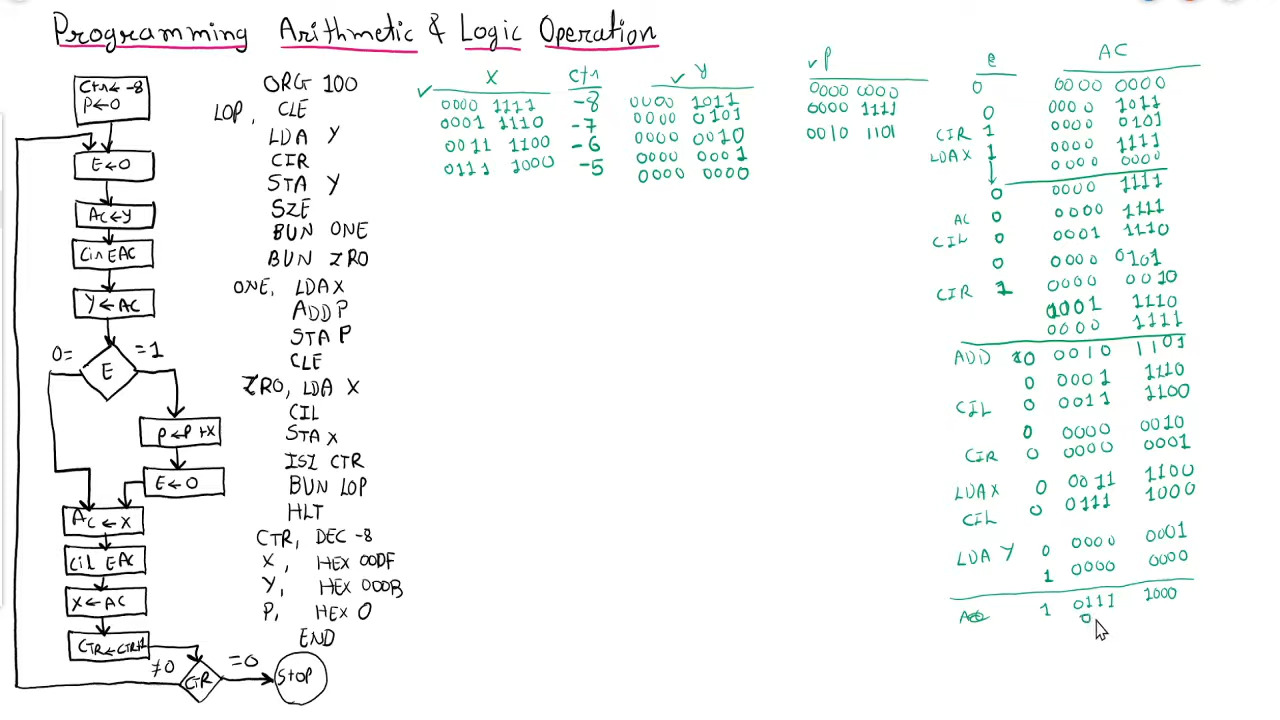 Programming Arithmetic & Logic Operation
Ctr ← -8
P ← 0
E ← 0
AC ← Y
Cir EAC
Y ← AC
0=
=1
E
P ← P + X
E ← 0
AC ← X
Cil EAC
X ← AC
CTR ← CTR+1
≠0
CTR
=0
STOP
ORG 100
LOP, CLE
LDA Y
CIR
STA Y
SZE
BUN ONE
BUN ZRO
ONE, LDA X
ADD P
STA P
CLE
ZRO, LDA X
CIL
STA X
ISZ CTR
BUN LOP
HLT
CTR, DEC -8
X, HEX 000F
Y, HEX 000B
P, HEX 0
END
X Ctr Y
0000 1111 -8 0000 1011
0001 1110 -7 0000 0101
0011 1100 -6 0000 0010
0111 1000 -5 0000 0001
0000 0000
P
0000 0000
0000 1111
0010 1101
e AC
0 0000 0000
0 0000 1011
CIR 1 0000 0101
LDAX 1 0000 1111
0000 0000
0 0000 1111
AC 0 0000 1111
CIL 0 0001 1110
0 0000 0101
CIR 1 0000 0010
0001 1110
0000 1111
ADD 0 0010 1101
0 0001 1110
CIL 0 0011 1100
0 0000 0010
CIR 0 0000 0001
LDAX 0 0011 1100
CIL 0 0111 1000
LDA Y 0 0000 0001
1 0000 0000
1 0111 1000
0